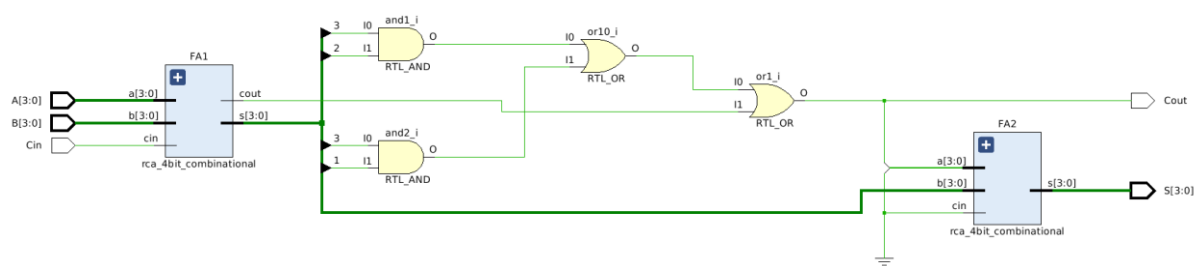 and1_i
3 I0
2 I1
O
RTL_AND
or10_i
I0
I1
O
RTL_OR
FA1
A[3:0]
B[3:0]
Cin
a[3:0]
b[3:0]
cin
cout
s[3:0]
rca_4bit_combinational
or1_i
I0
I1
O
RTL_OR
Cout
and2_i
3 I0
1 I1
O
RTL_AND
FA2
a[3:0]
b[3:0]
cin
s[3:0]
rca_4bit_combinational
S[3:0]